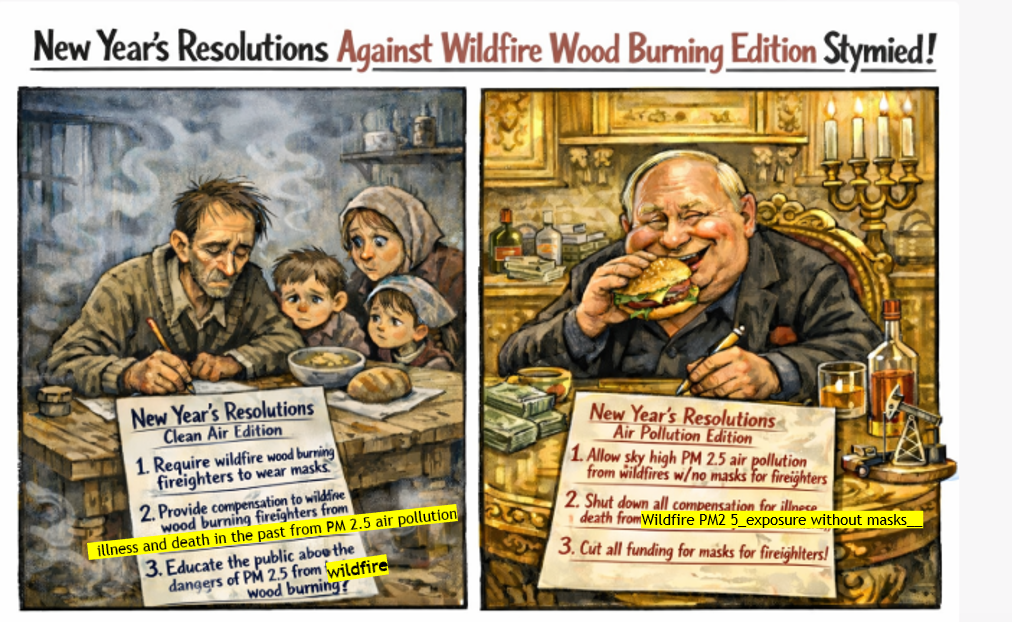 New Year's Resolutions Against Wildfire Wood Burning Edition Stymied!
New Year's Resolutions
Clean Air Edition
1. Require wildfire wood burning
fireighters to wear masks.
2. Provide compensation to wildfire
wood burning fireighters from
illness and death in the past from PM 2.5 air pollution
3. Educate the public about the
dangers of PM 2.5 from wildfire
wood burning!
New Year's Resolutions
Air Pollution Edition
1. Allow sky high PM 2.5 air pollution
from wildfires w/no masks for fireighters
2. Shut down all compensation for illness
death from Wildfire PM2 5_exposure without masks__
3. Cut all funding for masks for fireighters!